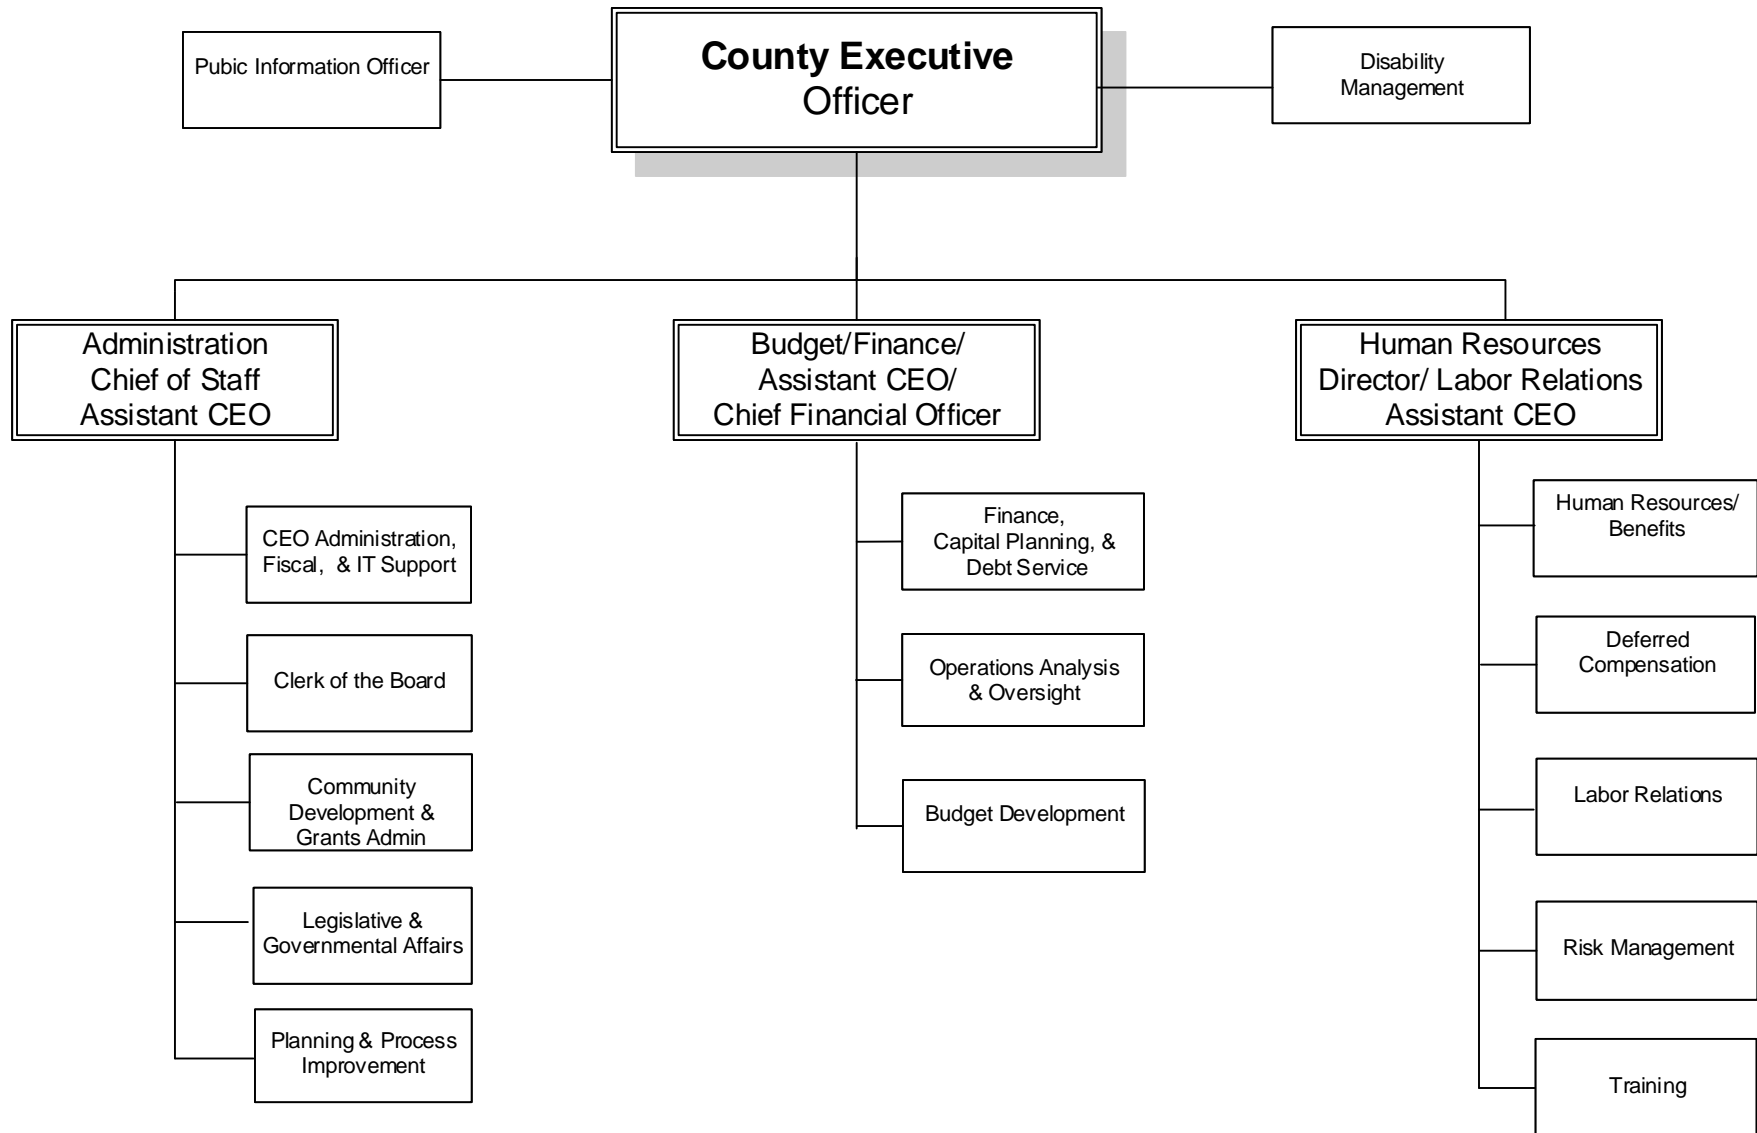 Pubic Information Officer
County Executive
Officer
Disability
Management
Administration
Chief of Staff
Assistant CEO
Budget/Finance/
Assistant CEO/
Chief Financial Officer
Human Resources
Director/ Labor Relations
Assistant CEO
CEO Administration,
Fiscal, & IT Support
Clerk of the Board
Community
Development &
Grants Admin
Legislative &
Governmental Affairs
Planning & Process
Improvement
Finance,
Capital Planning, &
Debt Service
Operations Analysis
& Oversight
Budget Development
Human Resources/
Benefits
Deferred
Compensation
Labor Relations
Risk Management
Training